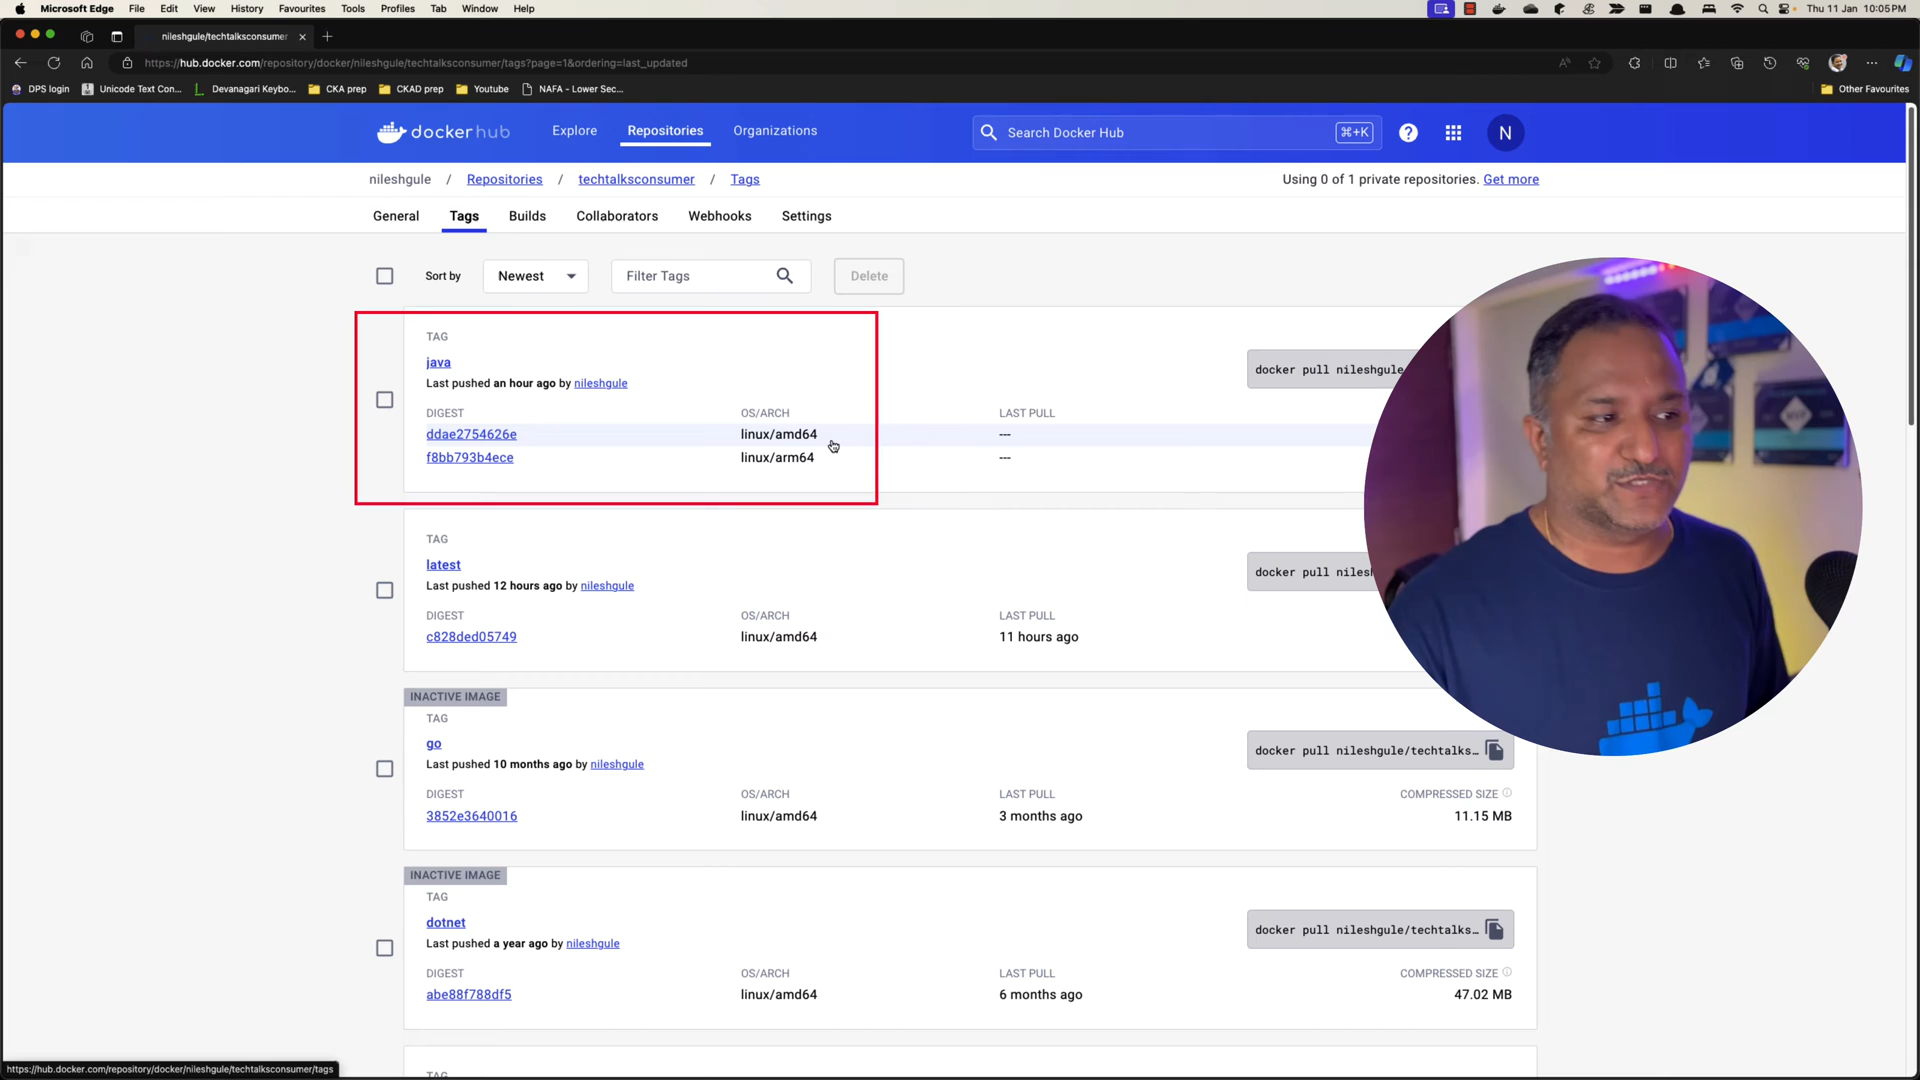 Microsoft Edge File Edit View History Favourites Tools Profiles Tab Window Help Thu 11 Jan 10:05 PM
nileshgule/techtalksconsumer
https://hub.docker.com/repository/docker/nileshgule/techtalksconsumer/tags?page=1&ordering=last_updated
DPS login Unicode Text Con... Devanagari Keybo... CKA prep CKAD prep Youtube NAFA - Lower Sec... Other Favourites
dockerhub Explore Repositories Organizations Search Docker Hub ⌘+K ? N
nileshgule / Repositories / techtalksconsumer / Tags Using 0 of 1 private repositories. Get more
General Tags Builds Collaborators Webhooks Settings
Sort by Newest Filter Tags Delete
TAG
java
docker pull nileshgule
Last pushed an hour ago by nileshgule
DIGEST OS/ARCH LAST PULL
ddae2754626e linux/amd64 ---
f8bb793b4ece linux/arm64 ---
TAG
latest
docker pull
Last pushed 12 hours ago by nileshgule
DIGEST OS/ARCH LAST PULL
c828ded05749 linux/amd64 11 hours ago
INACTIVE IMAGE
TAG
go
docker pull nileshgule/techtalks...
Last pushed 10 months ago by nileshgule
DIGEST OS/ARCH LAST PULL COMPRESSED SIZE
3852e3640016 linux/amd64 3 months ago 11.15 MB
INACTIVE IMAGE
TAG
dotnet
docker pull nileshgule/techtalks...
Last pushed a year ago by nileshgule
DIGEST OS/ARCH LAST PULL COMPRESSED SIZE
abe88f788df5 linux/amd64 6 months ago 47.02 MB
TAG
https://hub.docker.com/repository/docker/nileshgule/techtalksconsumer/tags